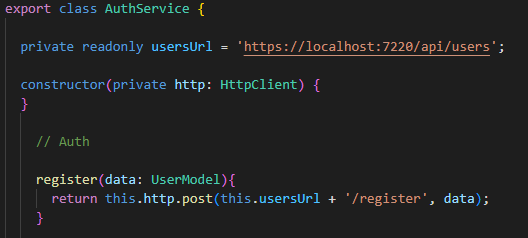 export class AuthService {
private readonly usersUrl = 'https://localhost:7220/api/users';
constructor(private http: HttpClient) {
}
// Auth
register(data: UserModel){
return this.http.post(this.usersUrl + '/register', data);
}